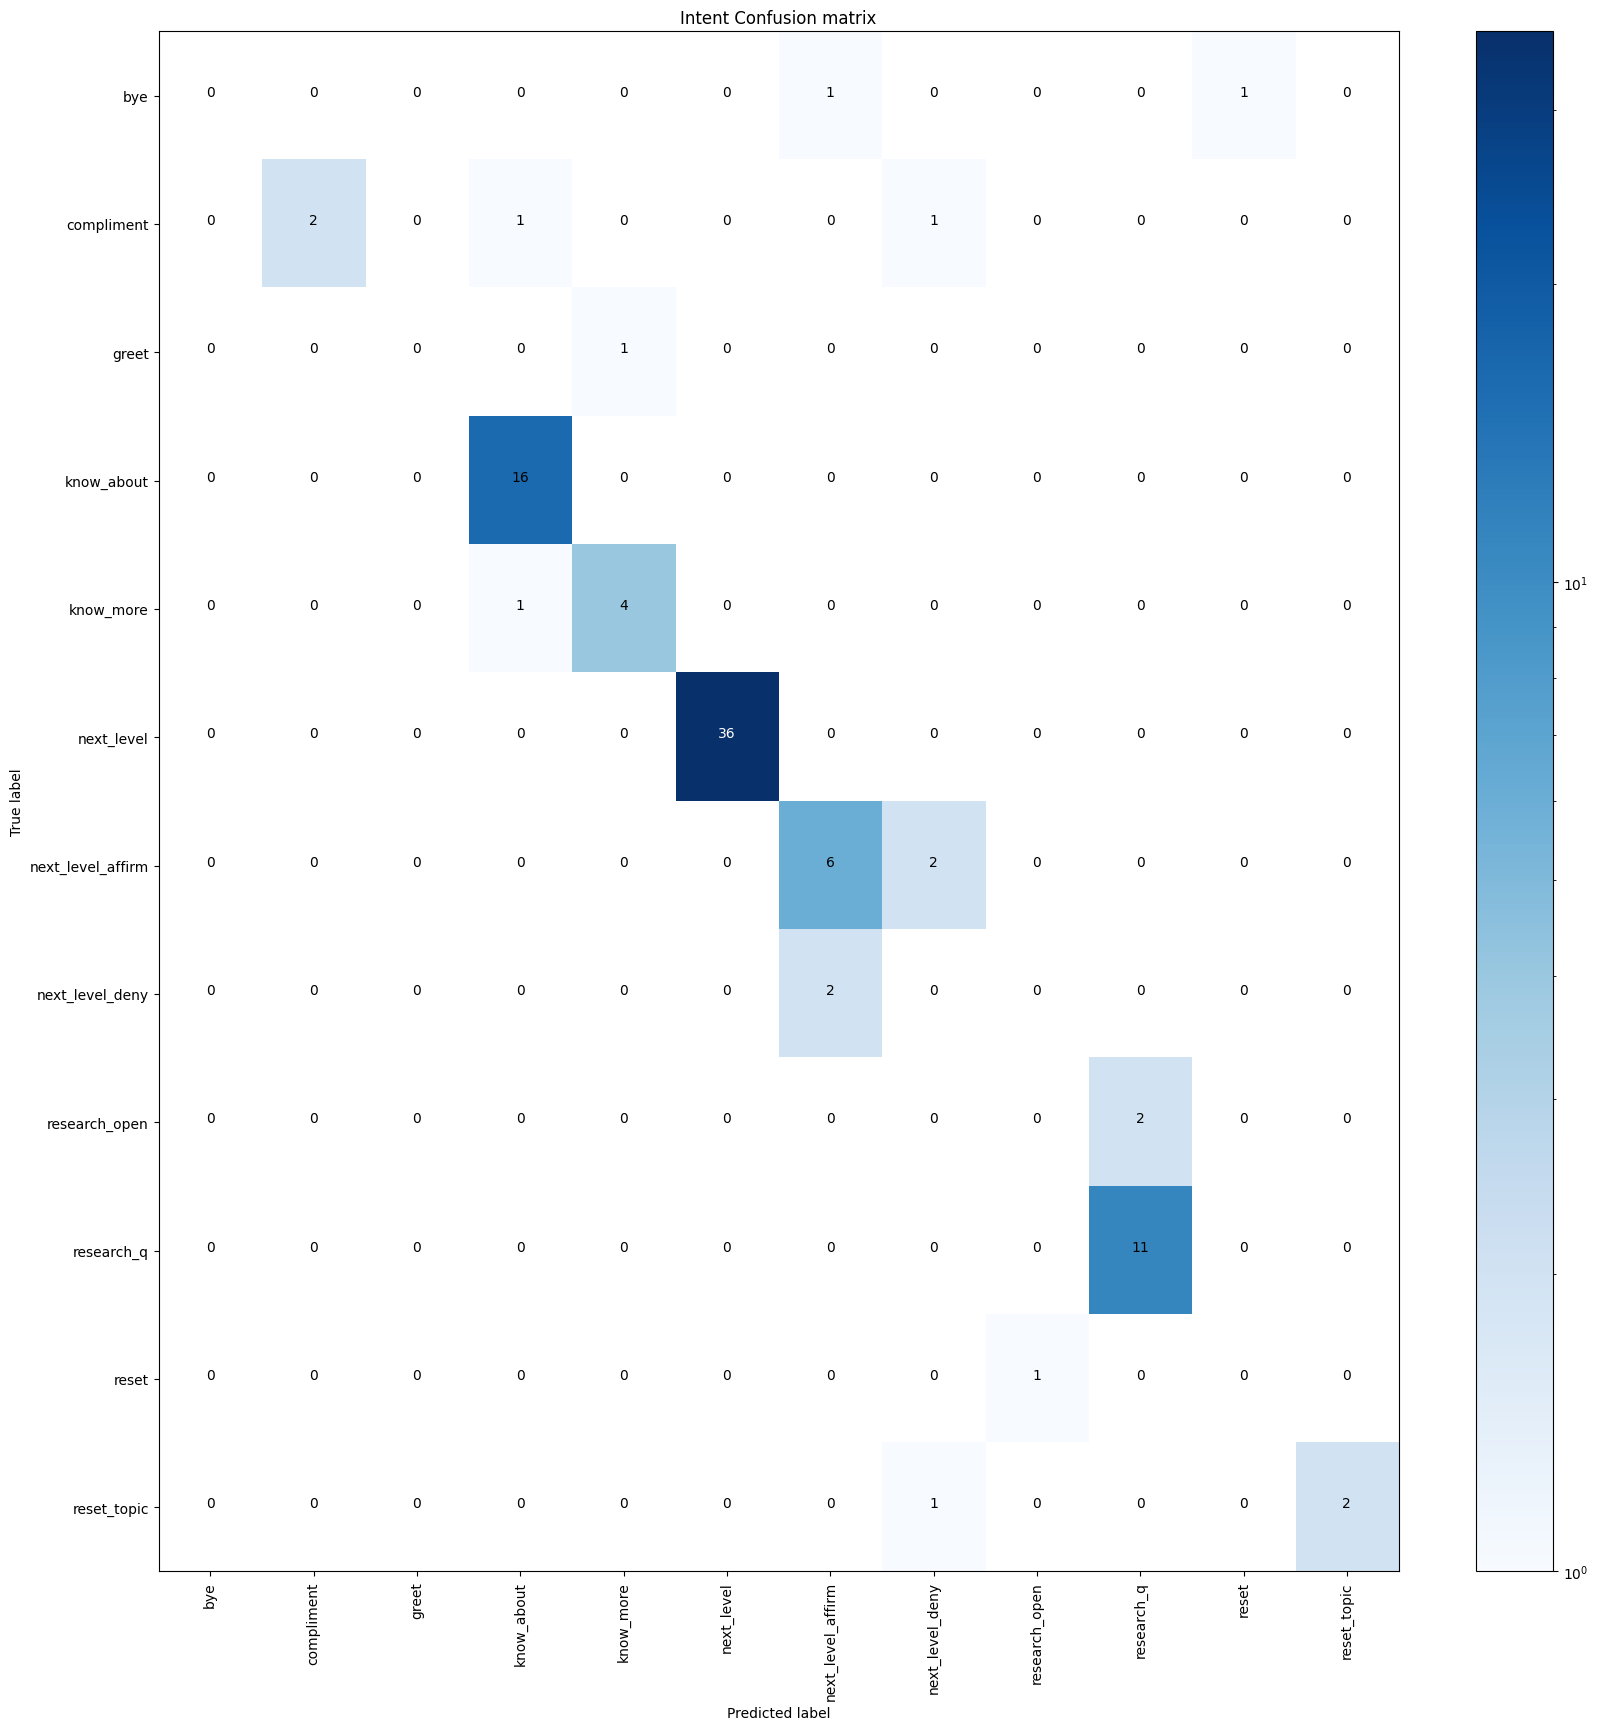 Intent Confusion matrix
bye 0 0 0 0 0 0 1 0 0 0 1 0
compliment 0 2 0 1 0 0 0 1 0 0 0 0
greet 0 0 0 0 1 0 0 0 0 0 0 0
know_about 0 0 0 16 0 0 0 0 0 0 0 0
know_more 0 0 0 1 4 0 0 0 0 0 0 0
next_level 0 0 0 0 0 36 0 0 0 0 0 0
next_level_affirm 0 0 0 0 0 0 6 2 0 0 0 0
next_level_deny 0 0 0 0 0 0 2 0 0 0 0 0
research_open 0 0 0 0 0 0 0 0 0 2 0 0
research_q 0 0 0 0 0 0 0 0 0 11 0 0
reset 0 0 0 0 0 0 0 0 1 0 0 0
reset_topic 0 0 0 0 0 0 0 1 0 0 0 2
True label
bye
compliment
greet
know_about
know_more
next_level
next_level_affirm
next_level_deny
research_open
research_q
reset
reset_topic
Predicted label
10¹
10⁰